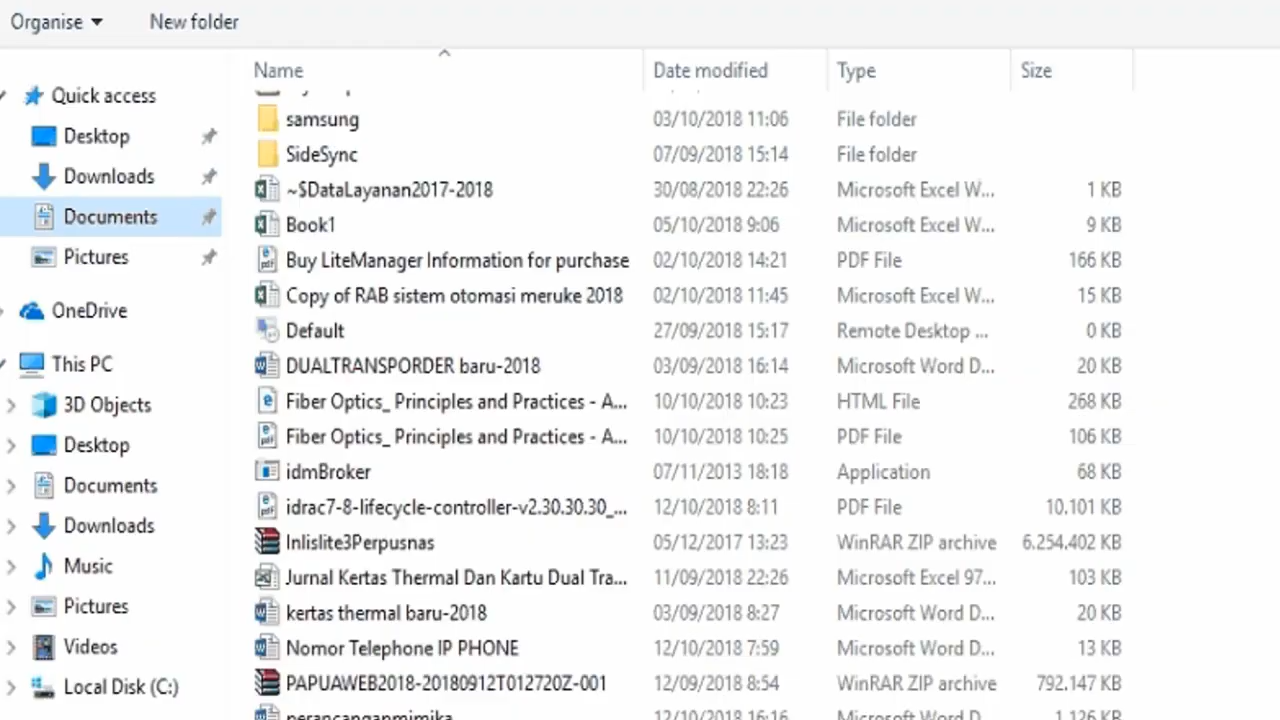 Organise New folder
Name Date modified Type Size
Quick access
Desktop
Downloads
Documents
Pictures
OneDrive
This PC
3D Objects
Desktop
Documents
Downloads
Music
Pictures
Videos
Local Disk (C:)
samsung 03/10/2018 11:06 File folder
SideSync 07/09/2018 15:14 File folder
~$DataLayanan2017-2018 30/08/2018 22:26 Microsoft Excel W... 1 KB
Book1 05/10/2018 9:06 Microsoft Excel W... 9 KB
Buy LiteManager Information for purchase 02/10/2018 14:21 PDF File 166 KB
Copy of RAB sistem otomasi meruke 2018 02/10/2018 11:45 Microsoft Excel W... 15 KB
Default 27/09/2018 15:17 Remote Desktop ... 0 KB
DUALTRANSPORDER baru-2018 03/09/2018 16:14 Microsoft Word D... 20 KB
Fiber Optics_ Principles and Practices - A... 10/10/2018 10:23 HTML File 268 KB
Fiber Optics_ Principles and Practices - A... 10/10/2018 10:25 PDF File 106 KB
idmBroker 07/11/2013 18:18 Application 68 KB
idrac7-8-lifecycle-controller-v2.30.30.30_... 12/10/2018 8:11 PDF File 10.101 KB
Inlislite3Perpusnas 05/12/2017 13:23 WinRAR ZIP archive 6.254.402 KB
Jurnal Kertas Thermal Dan Kartu Dual Tra... 11/09/2018 22:26 Microsoft Excel 97... 103 KB
kertas thermal baru-2018 03/09/2018 8:27 Microsoft Word D... 20 KB
Nomor Telephone IP PHONE 12/10/2018 7:59 Microsoft Word D... 13 KB
PAPUAWEB2018-20180912T012720Z-001 12/09/2018 8:54 WinRAR ZIP archive 792.147 KB
perancanganmimika 12/10/2018 16:16 Microsoft Word D... 1.126 KB